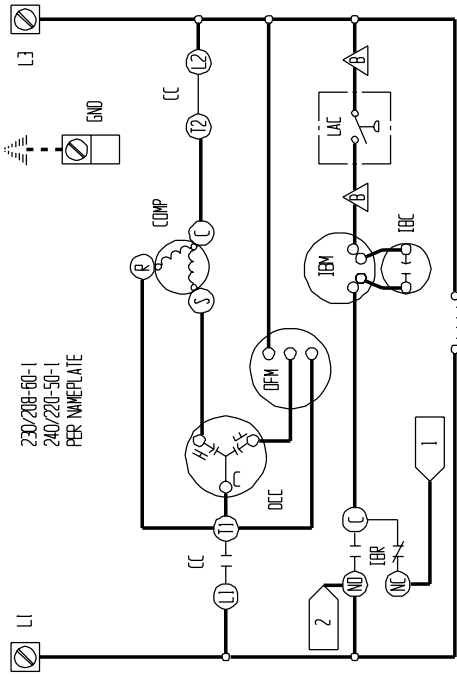 L1
L3
GND
230/208-60-1
240/220-50-1
PER NAMEPLATE
COMP
R
S
C
CC
L1
T1
T2
L2
CC
DCC
H
F
C
OFM
IBM
IBC
LAC
B
B
C
NO
NC
IBR
2
1